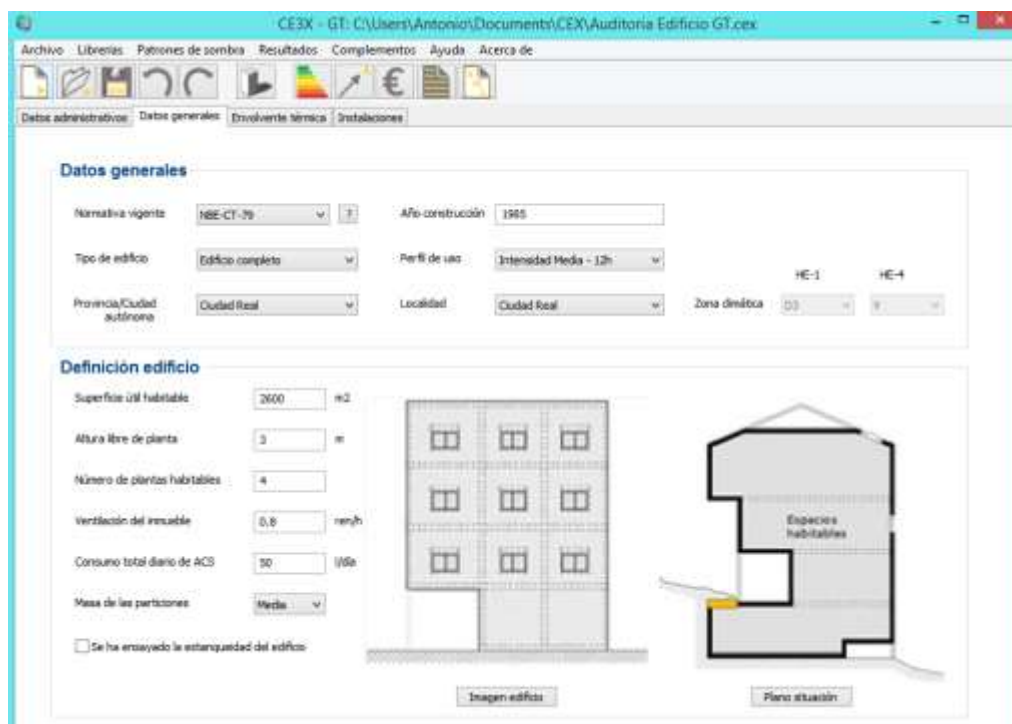 CE3X - GT: C:\Users\Antonio\Documents\CEX\Auditoria Edificio GT.cex
Archivo Librerías Patrones de sombra Resultados Complementos Ayuda Acerca de
Datos administrativos Datos generales Envolvente térmica Instalaciones
Datos generales
Normativa vigente NBE-CT-79 ? Año construcción 1985
Tipo de edificio Edificio completo Perfil de uso Intensidad Media - 12h
HE-1 HE-4
Provincia/Ciudad autónoma Ciudad Real Localidad Ciudad Real Zona climática D3
Definición edificio
Superficie útil habitable 2600 m2
Altura libre de planta 3 m
Número de plantas habitables 4
Ventilación del inmueble 0,8 ren/h
Consumo total diario de ACS 50 l/día
Masa de las particiones Media
Se ha ensayado la estanqueidad del edificio
Espacios
habitables
Imagen edificio Plano situación